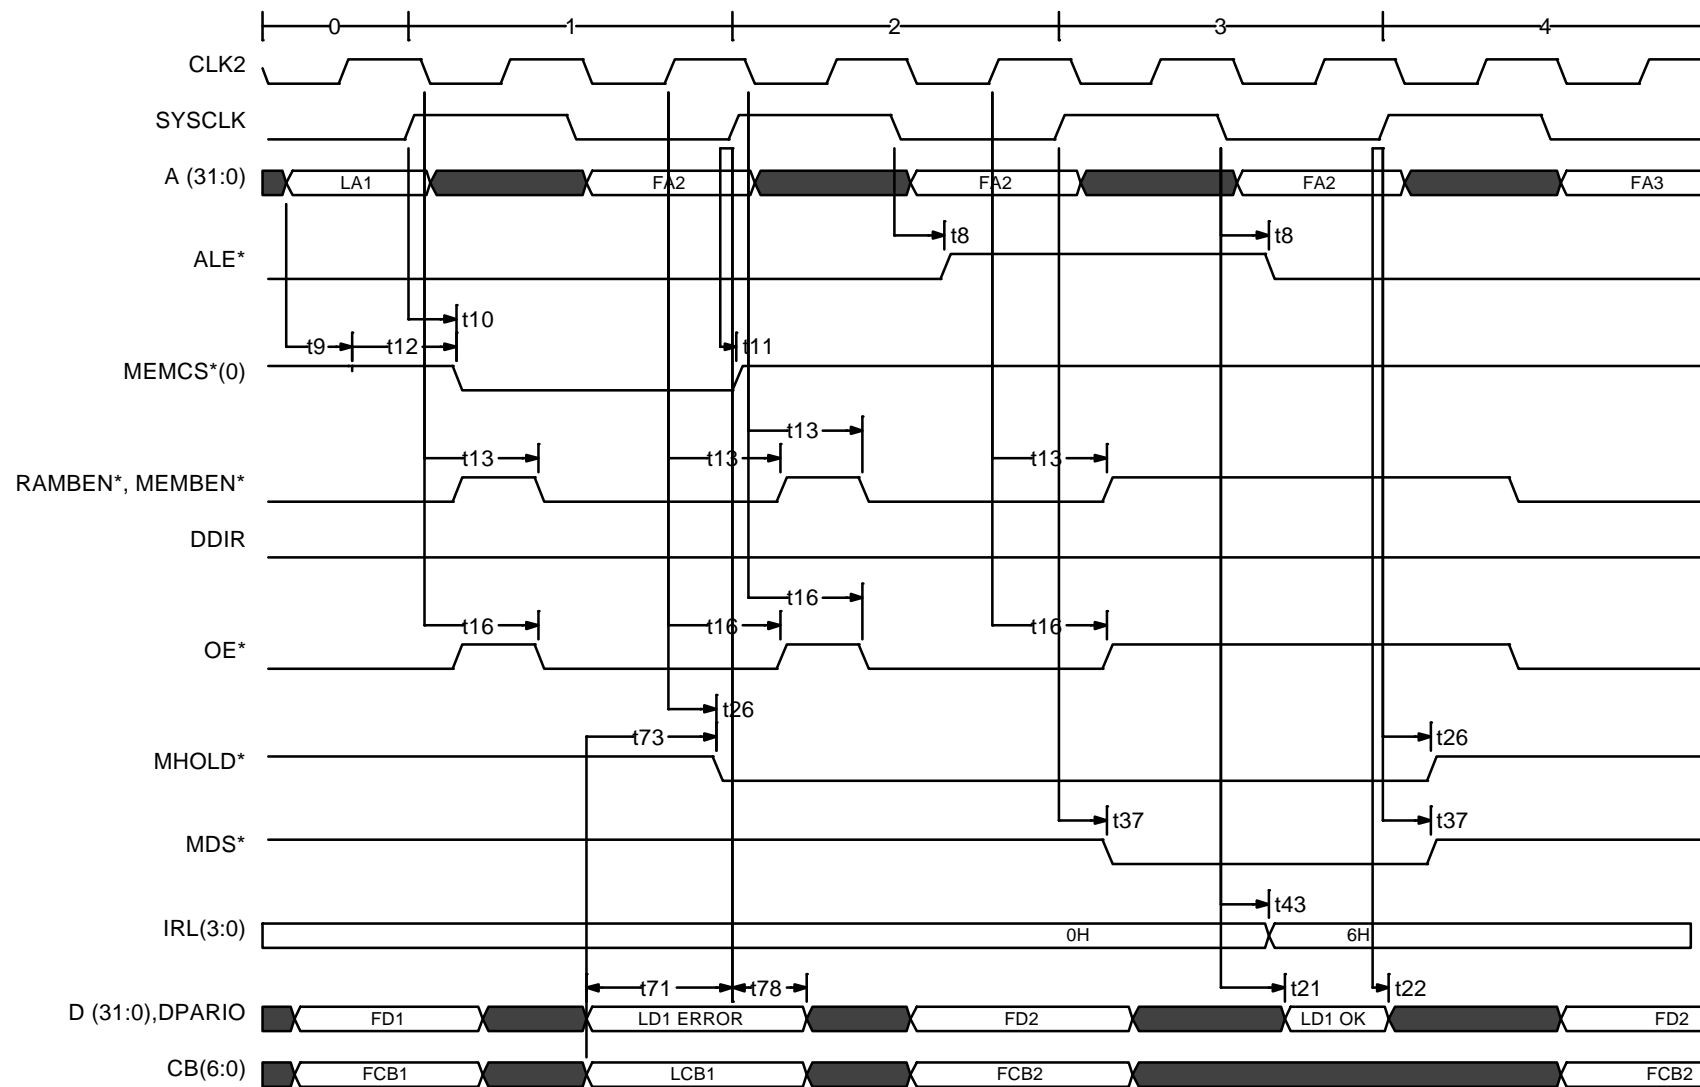 0 1 2 3 4
CLK2
SYSCLK
A (31:0) LA1 FA2 FA2 FA2 FA3
t8 t8
ALE*
t10
t9 t12 t11
MEMCS*(0)
t13
t13 t13 t13
RAMBEN*, MEMBEN*
DDIR
t16
t16 t16 t16
OE*
t26
t73 t26
MHOLD*
t37 t37
MDS*
t43
IRL(3:0) 0H 6H
t71 t78 t21 t22
D (31:0),DPARIO FD1 LD1 ERROR FD2 LD1 OK FD2
CB(6:0) FCB1 LCB1 FCB2 FCB2